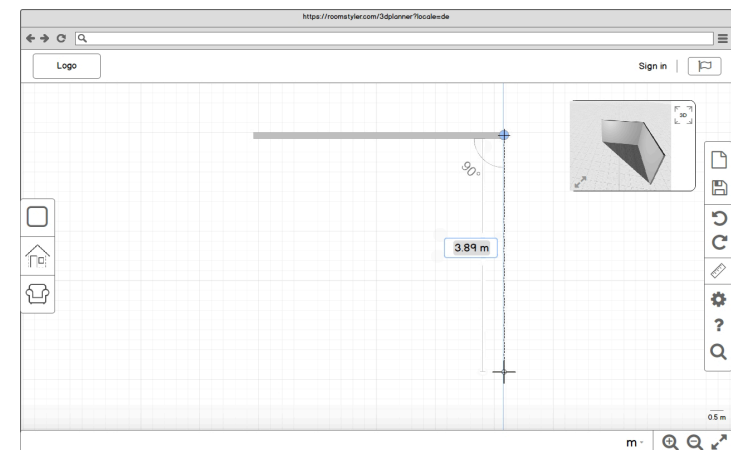 https://roomstyler.com/3dplanner?locale=de
Logo
Sign in
3D
90°
3.89 m
?
0.5 m
m